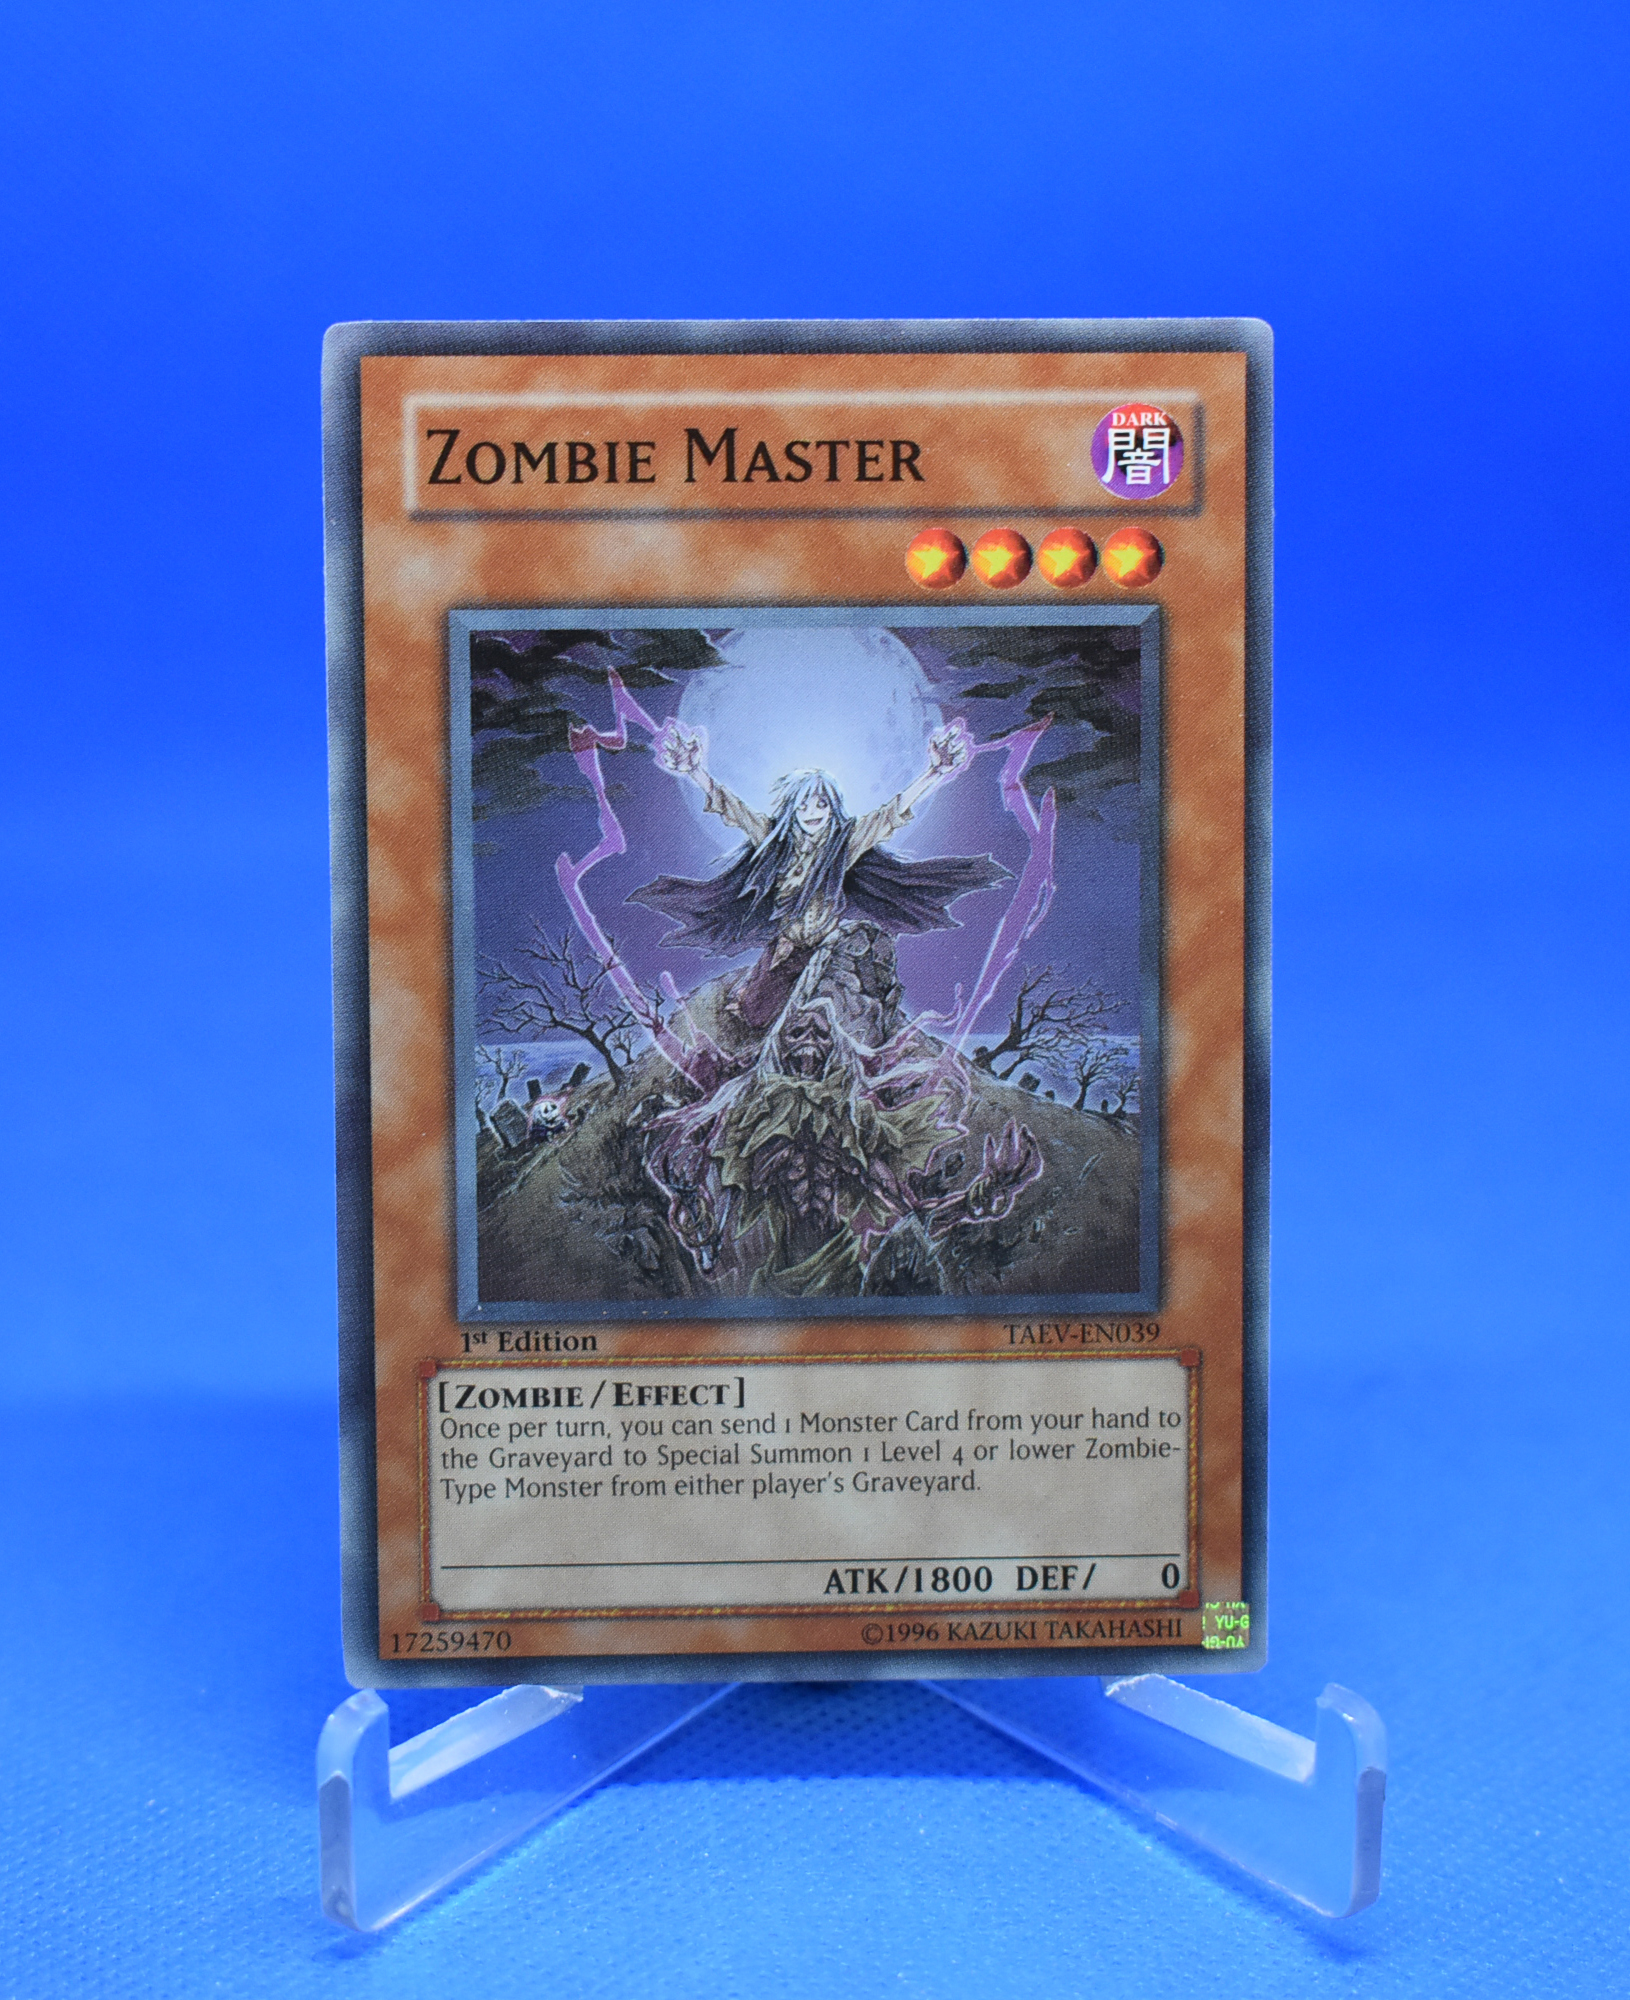 ZOMBIE MASTER
DARK
闇
1st Edition
TAEV-EN039
[ZOMBIE/EFFECT]
Once per turn, you can send 1 Monster Card from your hand to
the Graveyard to Special Summon 1 Level 4 or lower Zombie-
Type Monster from either player's Graveyard.
ATK/1800 DEF/ 0
17259470
©1996 KAZUKI TAKAHASHI
YU-G